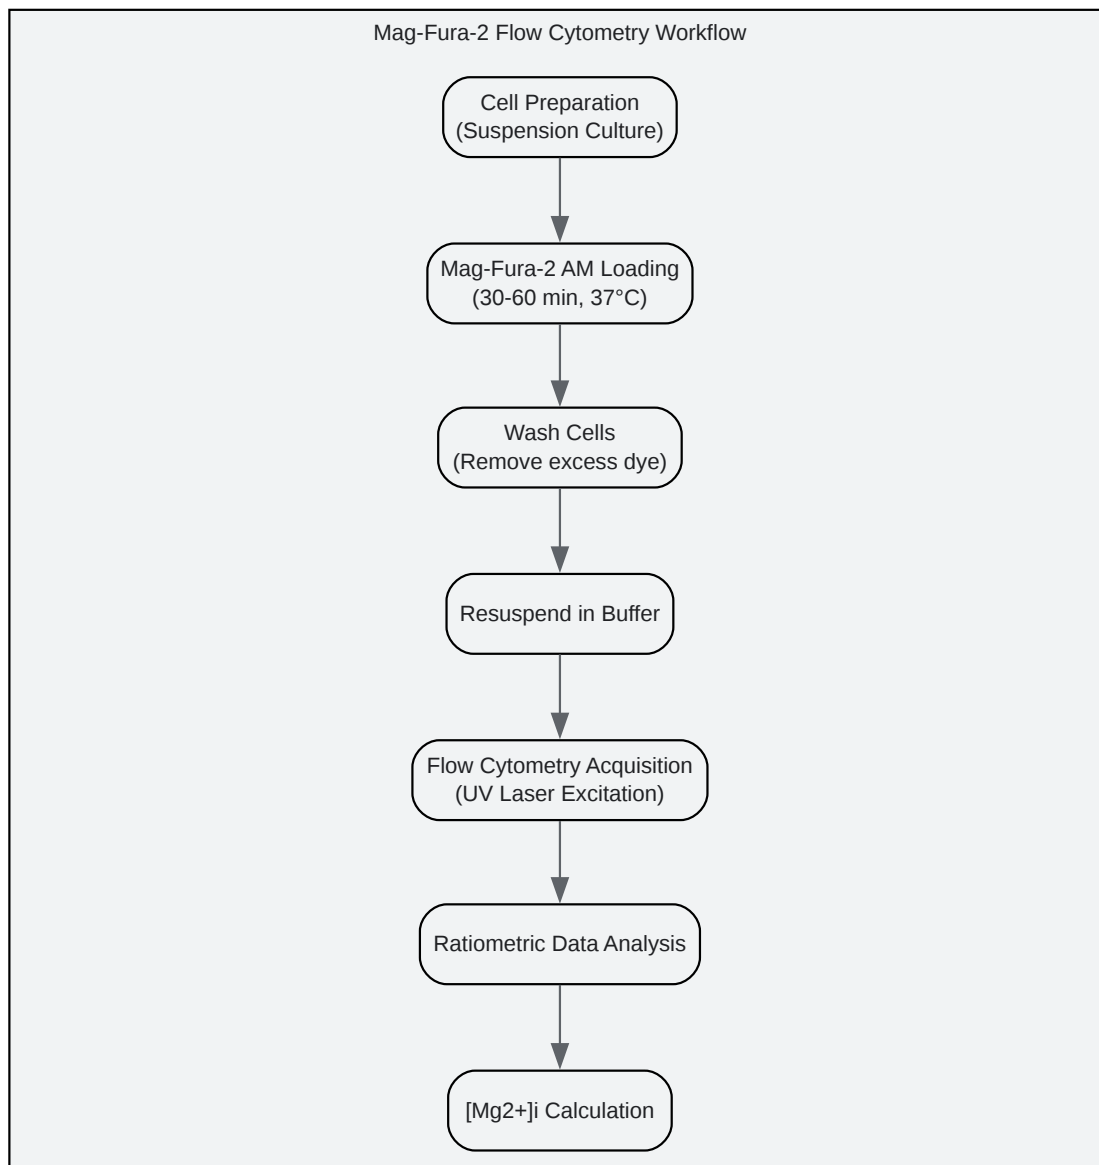 Mag-Fura-2 Flow Cytometry Workflow
Cell Preparation
(Suspension Culture)
Mag-Fura-2 AM Loading
(30-60 min, 37°C)
Wash Cells
(Remove excess dye)
Resuspend in Buffer
Flow Cytometry Acquisition
(UV Laser Excitation)
Ratiometric Data Analysis
[Mg2+]i Calculation